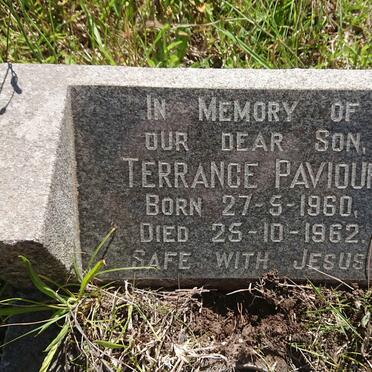 IN MEMORY OF
OUR DEAR SON,
TERRANCE PAVIOUR
BORN 27-5-1960.
DIED 25-10-1962.
SAFE WITH JESUS